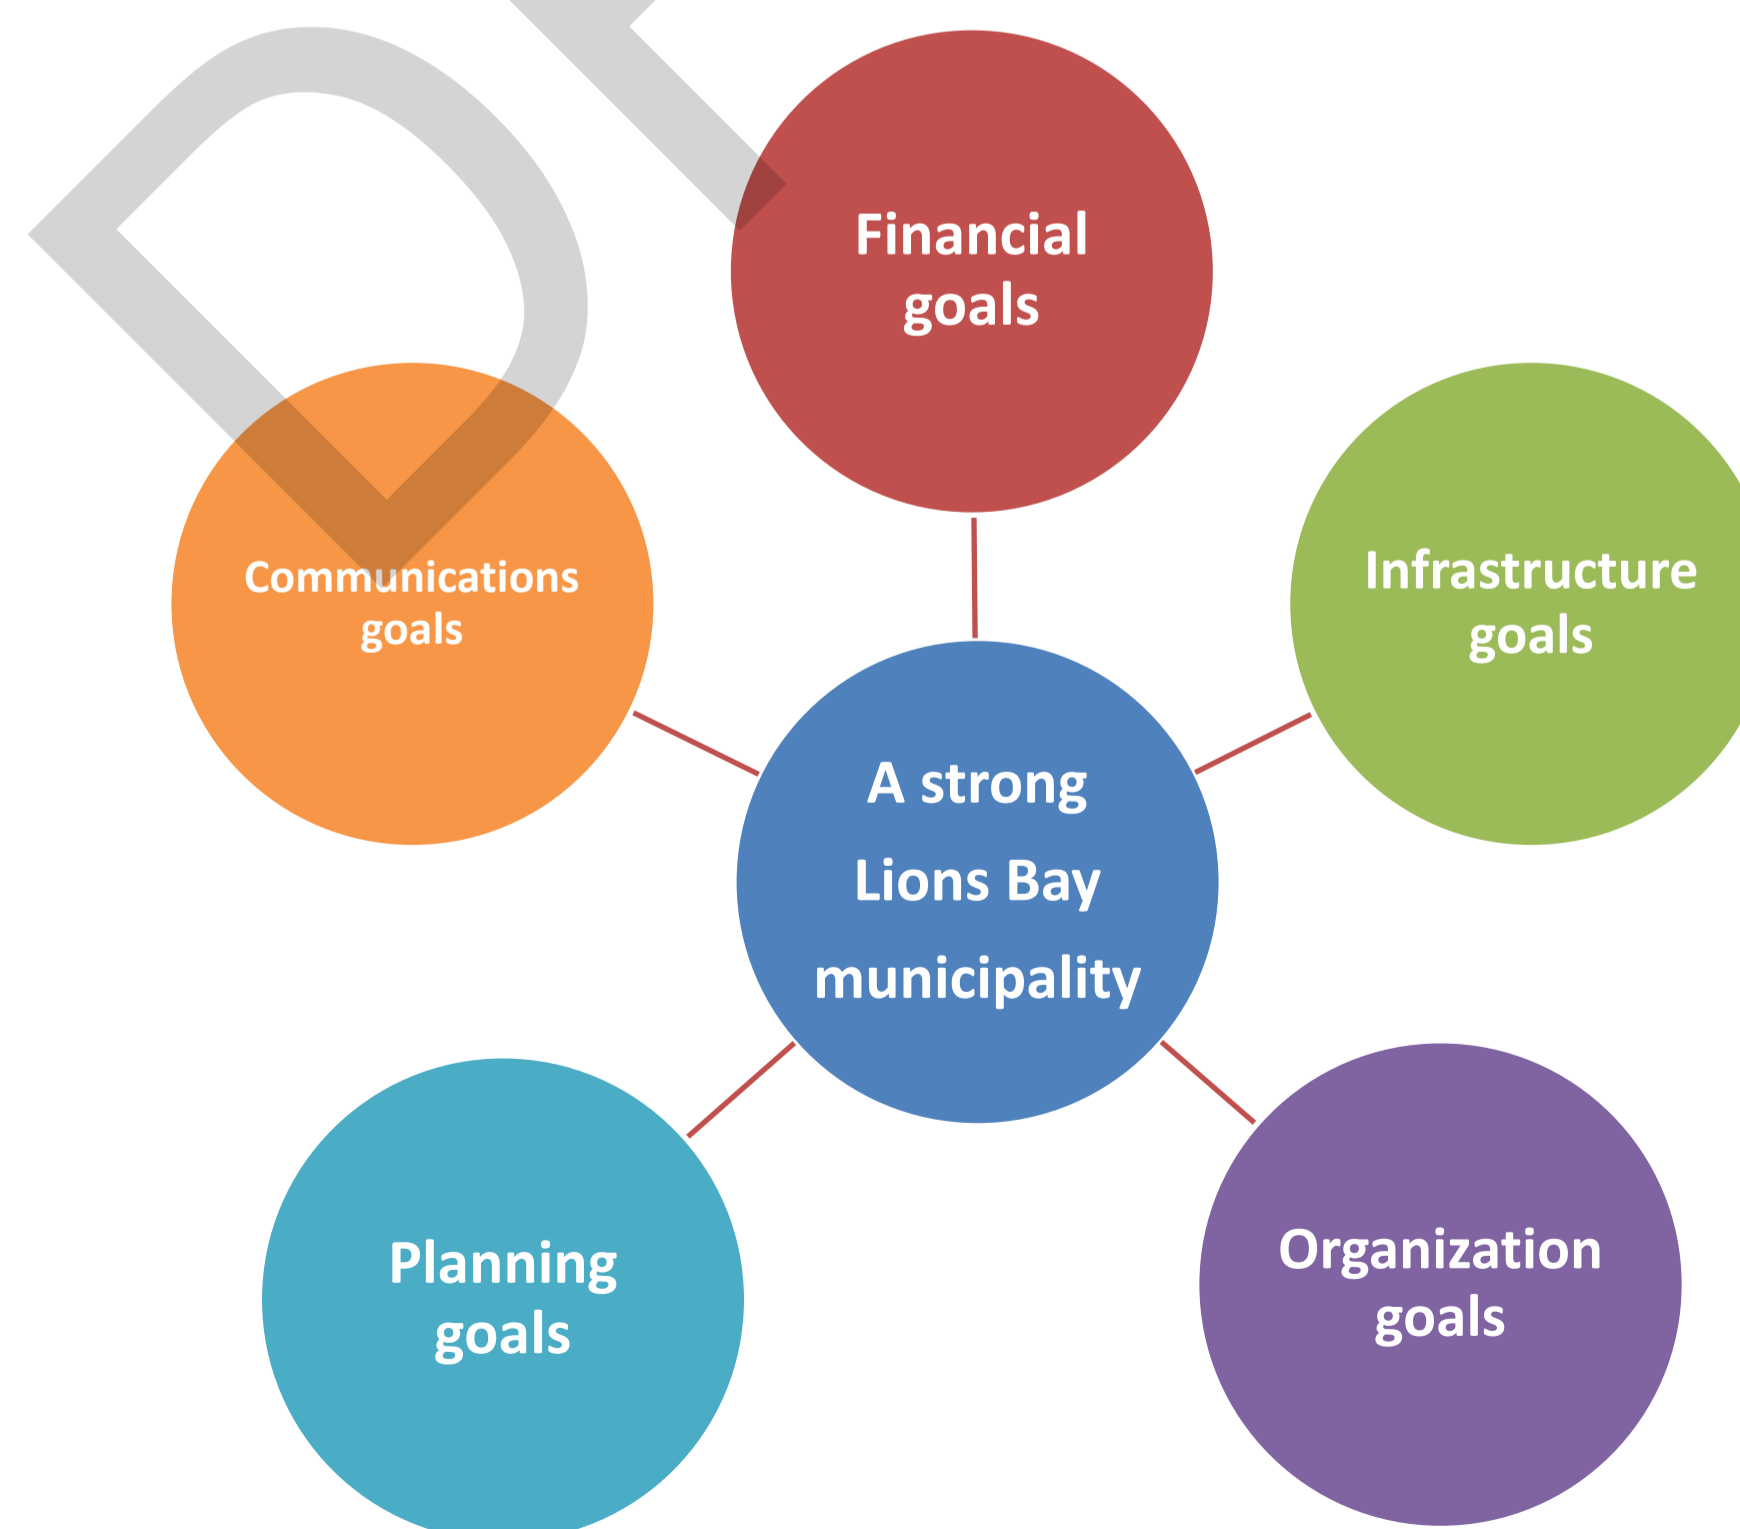 Financial
goals
Infrastructure
goals
Communications
goals
A strong
Lions Bay
municipality
Organization
goals
Planning
goals
D